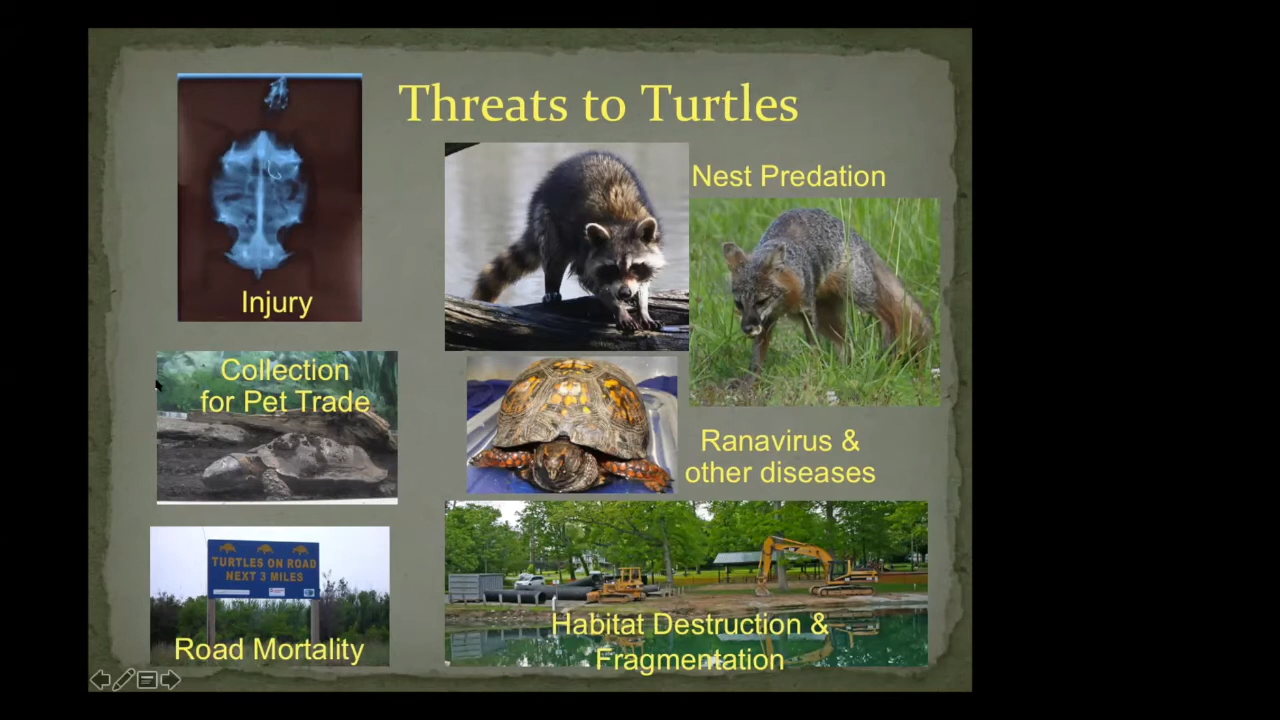 Threats to Turtles
Injury
Nest Predation
Collection
for Pet Trade
Ranavirus &
other diseases
TURTLES ON ROAD
NEXT 3 MILES
Road Mortality
Habitat Destruction &
Fragmentation